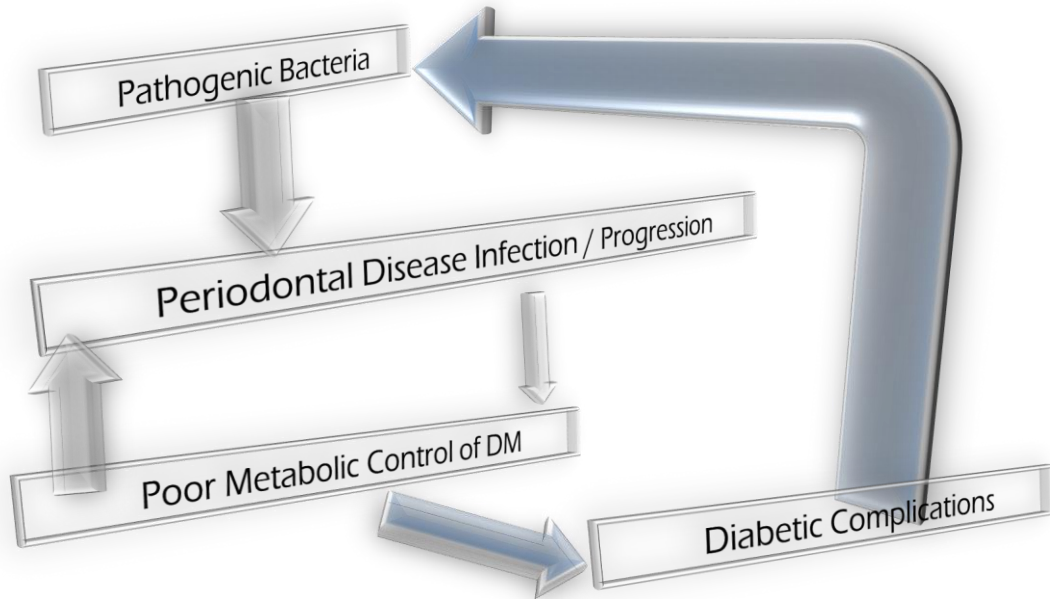 Pathogenic Bacteria
Periodontal Disease Infection / Progression
Poor Metabolic Control of DM
Diabetic Complications